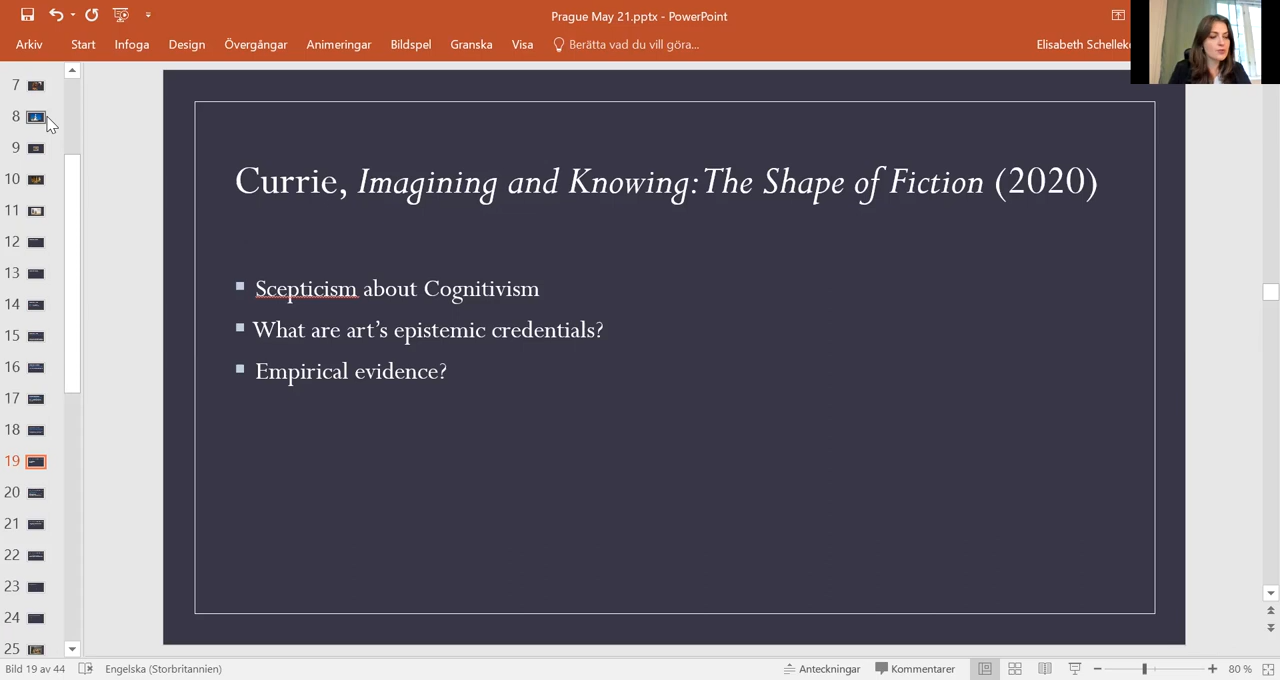 Prague May 21.pptx - PowerPoint
Arkiv Start Infoga Design Övergångar Animeringar Bildspel Granska Visa Berätta vad du vill göra... Elisabeth Schelleke
7
8
9
10
11
12
13
14
15
16
17
18
19
20
21
22
23
24
25
Currie, Imagining and Knowing: The Shape of Fiction (2020)
Scepticism about Cognitivism
What are art's epistemic credentials?
Empirical evidence?
Bild 19 av 44 Engelska (Storbritannien) Anteckningar Kommentarer 80 %